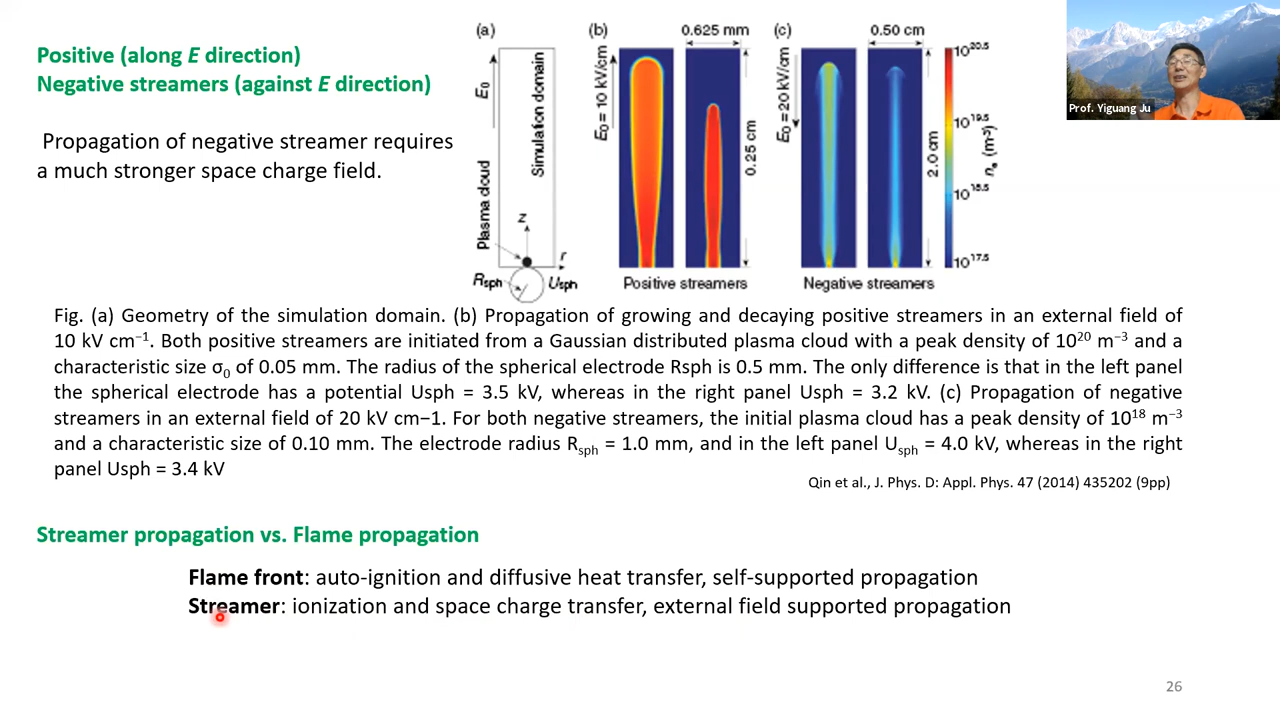 Positive (along E direction)
Negative streamers (against E direction)
Propagation of negative streamer requires
a much stronger space charge field.
(a)
E₀
Simulation domain
Plasma cloud
z
r
Rsph
Usph
(b)
0.625 mm
E₀ = 10 kV/cm
0.25 cm
Positive streamers
(c)
0.50 cm
E₀ = 20 kV/cm
2.0 cm
Negative streamers
10²⁰·⁵
10¹⁹·⁵
10¹⁸·⁵
10¹⁷·⁵
nₑ (m⁻³)
Prof. Yiguang Ju
Fig. (a) Geometry of the simulation domain. (b) Propagation of growing and decaying positive streamers in an external field of
10 kV cm⁻¹. Both positive streamers are initiated from a Gaussian distributed plasma cloud with a peak density of 10²⁰ m⁻³ and a
characteristic size σ₀ of 0.05 mm. The radius of the spherical electrode Rsph is 0.5 mm. The only difference is that in the left panel
the spherical electrode has a potential Usph = 3.5 kV, whereas in the right panel Usph = 3.2 kV. (c) Propagation of negative
streamers in an external field of 20 kV cm−1. For both negative streamers, the initial plasma cloud has a peak density of 10¹⁸ m⁻³
and a characteristic size of 0.10 mm. The electrode radius Rsph = 1.0 mm, and in the left panel Usph = 4.0 kV, whereas in the right
panel Usph = 3.4 kV
Qin et al., J. Phys. D: Appl. Phys. 47 (2014) 435202 (9pp)
Streamer propagation vs. Flame propagation
Flame front: auto-ignition and diffusive heat transfer, self-supported propagation
Streamer: ionization and space charge transfer, external field supported propagation
26